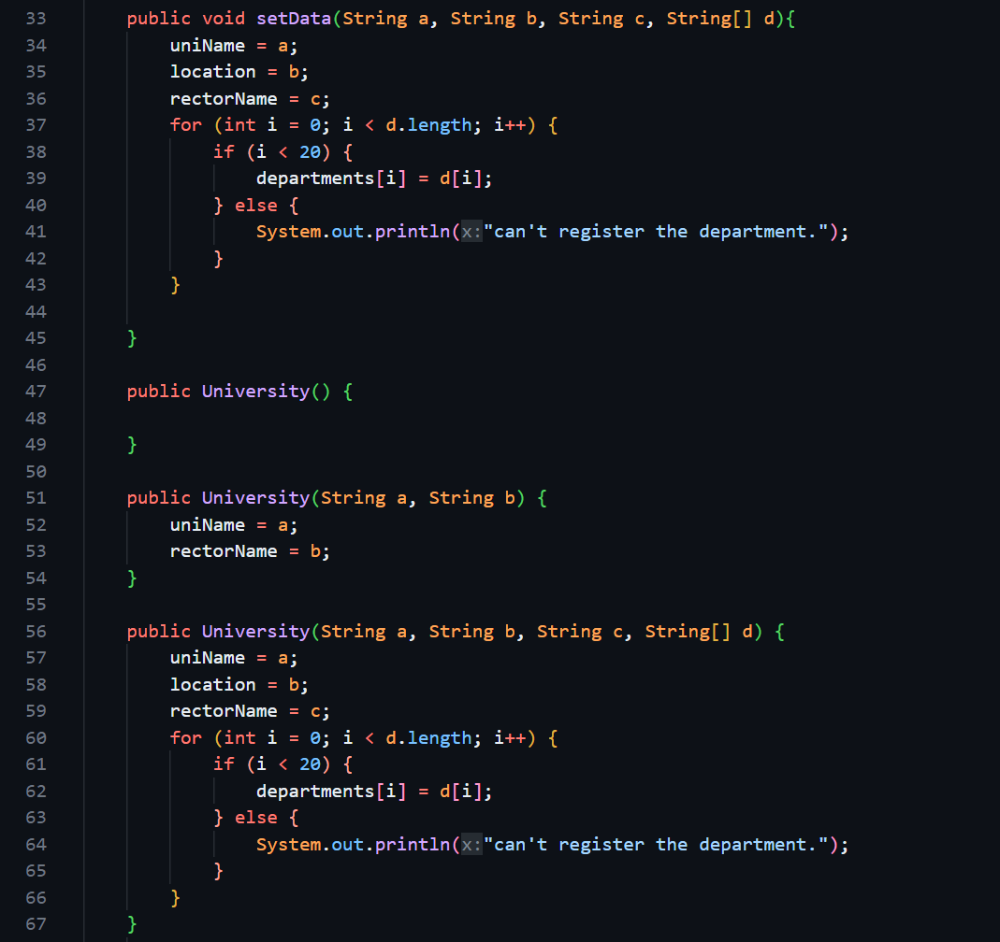 33 public void setData(String a, String b, String c, String[] d){
34 uniName = a;
35 location = b;
36 rectorName = c;
37 for (int i = 0; i < d.length; i++) {
38 if (i < 20) {
39 departments[i] = d[i];
40 } else {
41 System.out.println(x:"can't register the department.");
42 }
43 }
44
45 }
46
47 public University() {
48
49 }
50
51 public University(String a, String b) {
52 uniName = a;
53 rectorName = b;
54 }
55
56 public University(String a, String b, String c, String[] d) {
57 uniName = a;
58 location = b;
59 rectorName = c;
60 for (int i = 0; i < d.length; i++) {
61 if (i < 20) {
62 departments[i] = d[i];
63 } else {
64 System.out.println(x:"can't register the department.");
65 }
66 }
67 }